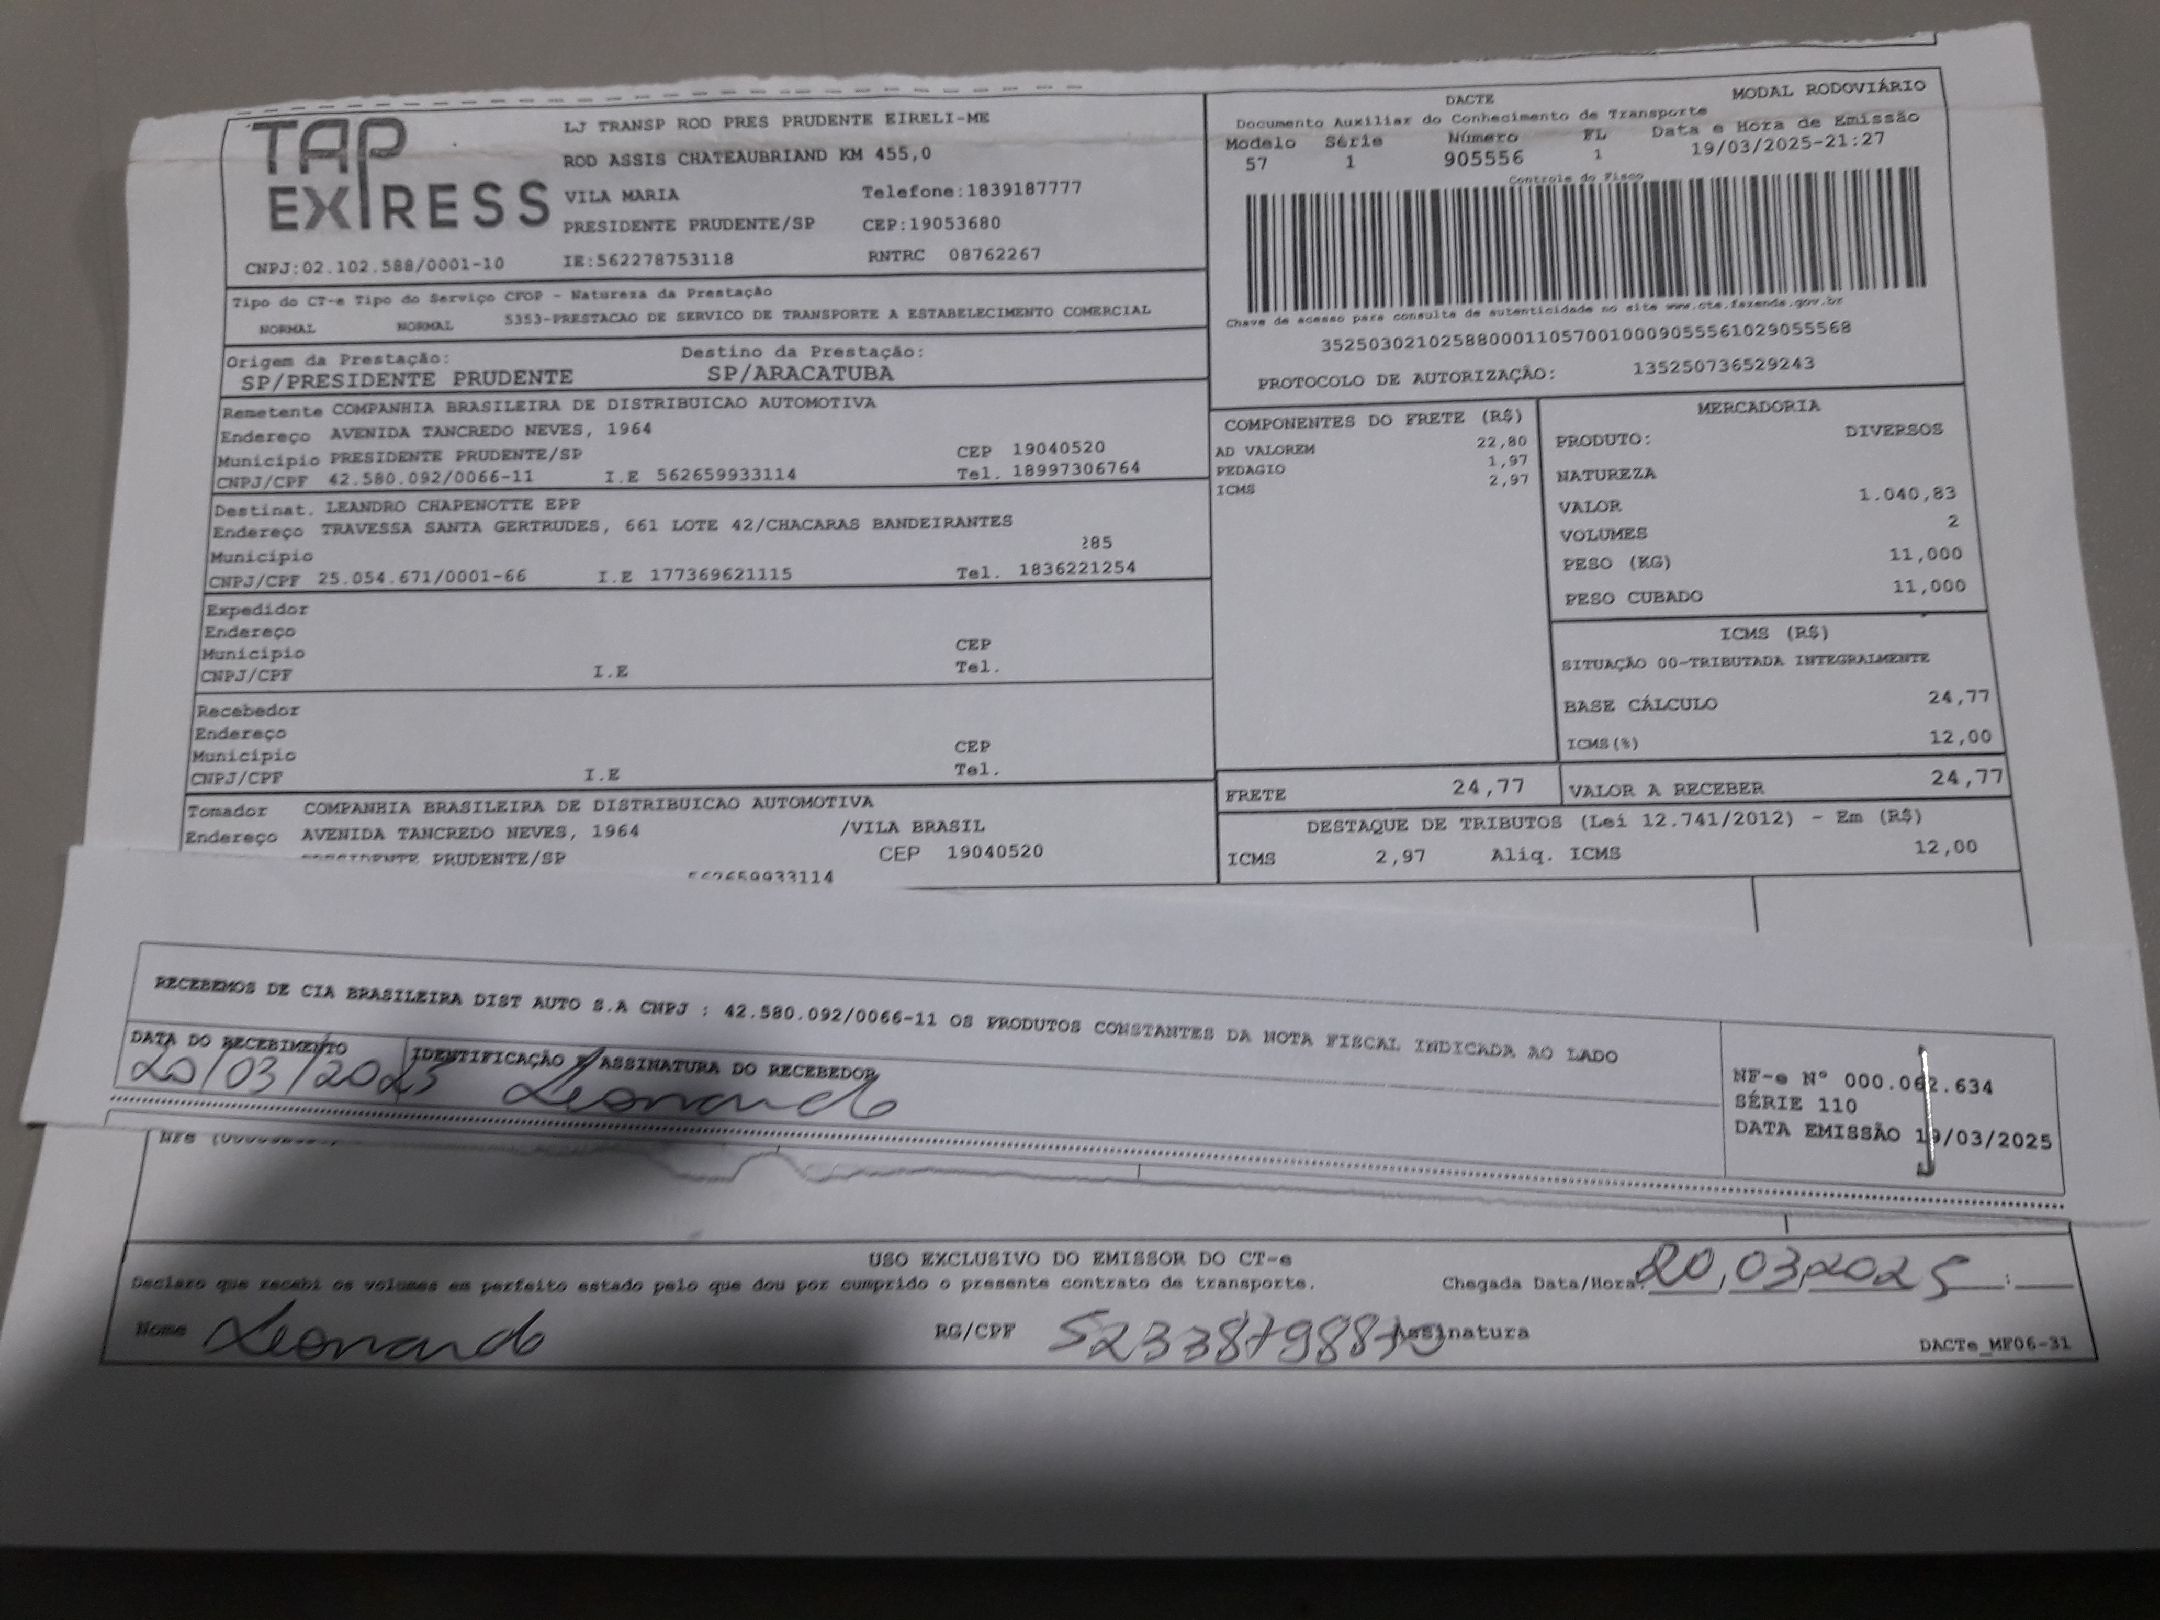 TAP EXPRESS
LJ TRANSP ROD PRES PRUDENTE EIRELI-ME
ROD ASSIS CHATEAUBRIAND KM 455,0
VILA MARIA Telefone:1839187777
PRESIDENTE PRUDENTE/SP CEP:19053680
CNPJ:02.102.588/0001-10 IE:562278753118 RNTRC 08762267
DACTE MODAL RODOVIÁRIO
Documento Auxiliar do Conhecimento de Transporte
Modelo Série Número FL Data e Hora de Emissão
57 1 905556 1 19/03/2025-21:27
Controle do Fisco
Chave de acesso para consulta de autenticidade no site www.cte.fazenda.gov.br
35250302102588000110570010009055561029055568
PROTOCOLO DE AUTORIZAÇÃO: 135250736529243
Tipo do CT-e Tipo do Serviço CFOP - Natureza da Prestação
NORMAL NORMAL 5353-PRESTACAO DE SERVICO DE TRANSPORTE A ESTABELECIMENTO COMERCIAL
Origem da Prestação: Destino da Prestação:
SP/PRESIDENTE PRUDENTE SP/ARACATUBA
Remetente COMPANHIA BRASILEIRA DE DISTRIBUICAO AUTOMOTIVA
Endereço AVENIDA TANCREDO NEVES, 1964
Município PRESIDENTE PRUDENTE/SP CEP 19040520
CNPJ/CPF 42.580.092/0066-11 I.E 562659933114 Tel. 18997306764
Destinat. LEANDRO CHAPENOTTE EPP
Endereço TRAVESSA SANTA GERTRUDES, 661 LOTE 42/CHACARAS BANDEIRANTES
Município 285
CNPJ/CPF 25.054.671/0001-66 I.E 177369621115 Tel. 1836221254
Expedidor
Endereço
Município CEP
CNPJ/CPF I.E Tel.
Recebedor
Endereço
Município CEP
CNPJ/CPF I.E Tel.
Tomador COMPANHIA BRASILEIRA DE DISTRIBUICAO AUTOMOTIVA
Endereço AVENIDA TANCREDO NEVES, 1964 /VILA BRASIL
PRESIDENTE PRUDENTE/SP CEP 19040520
562659933114
COMPONENTES DO FRETE (R$)
AD VALOREM 22,80
PEDAGIO 1,97
ICMS 2,97
MERCADORIA
PRODUTO: DIVERSOS
NATUREZA
VALOR 1.040,83
VOLUMES 2
PESO (KG) 11,000
PESO CUBADO 11,000
ICMS (R$)
SITUAÇÃO 00-TRIBUTADA INTEGRALMENTE
BASE CÁLCULO 24,77
ICMS(%) 12,00
FRETE 24,77 VALOR A RECEBER 24,77
DESTAQUE DE TRIBUTOS (Lei 12.741/2012) - Em (R$)
ICMS 2,97 Aliq. ICMS 12,00
RECEBEMOS DE CIA BRASILEIRA DIST AUTO S.A CNPJ : 42.580.092/0066-11 OS PRODUTOS CONSTANTES DA NOTA FISCAL INDICADA AO LADO
DATA DO RECEBIMENTO IDENTIFICAÇÃO E ASSINATURA DO RECEBEDOR
20/03/2025 Leonardo
NF-e N° 000.062.634
SÉRIE 110
DATA EMISSÃO 19/03/2025
USO EXCLUSIVO DO EMISSOR DO CT-e
Declaro que recebi os volumes em perfeito estado pelo que dou por cumprido o presente contrato de transporte. Chegada Data/Hora: 20,03,2025 :
Nome Leonardo RG/CPF Assinatura
DACTe_MF06-31